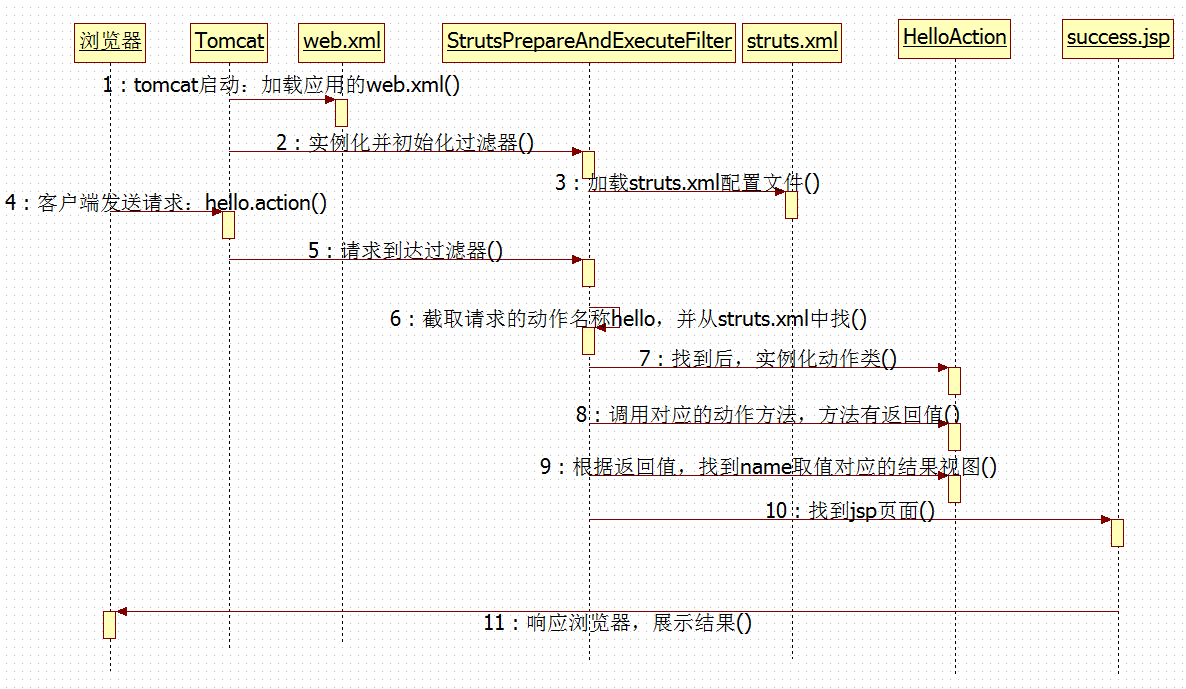 浏览器
Tomcat
web.xml
StrutsPrepareAndExecuteFilter
struts.xml
HelloAction
success.jsp
1：tomcat启动：加载应用的web.xml()
2：实例化并初始化过滤器()
3：加载struts.xml配置文件()
4：客户端发送请求：hello.action()
5：请求到达过滤器()
6：截取请求的动作名称hello，并从struts.xml中找()
7：找到后，实例化动作类()
8：调用对应的动作方法，方法有返回值()
9：根据返回值，找到name取值对应的结果视图()
10：找到jsp页面()
11：响应浏览器，展示结果()